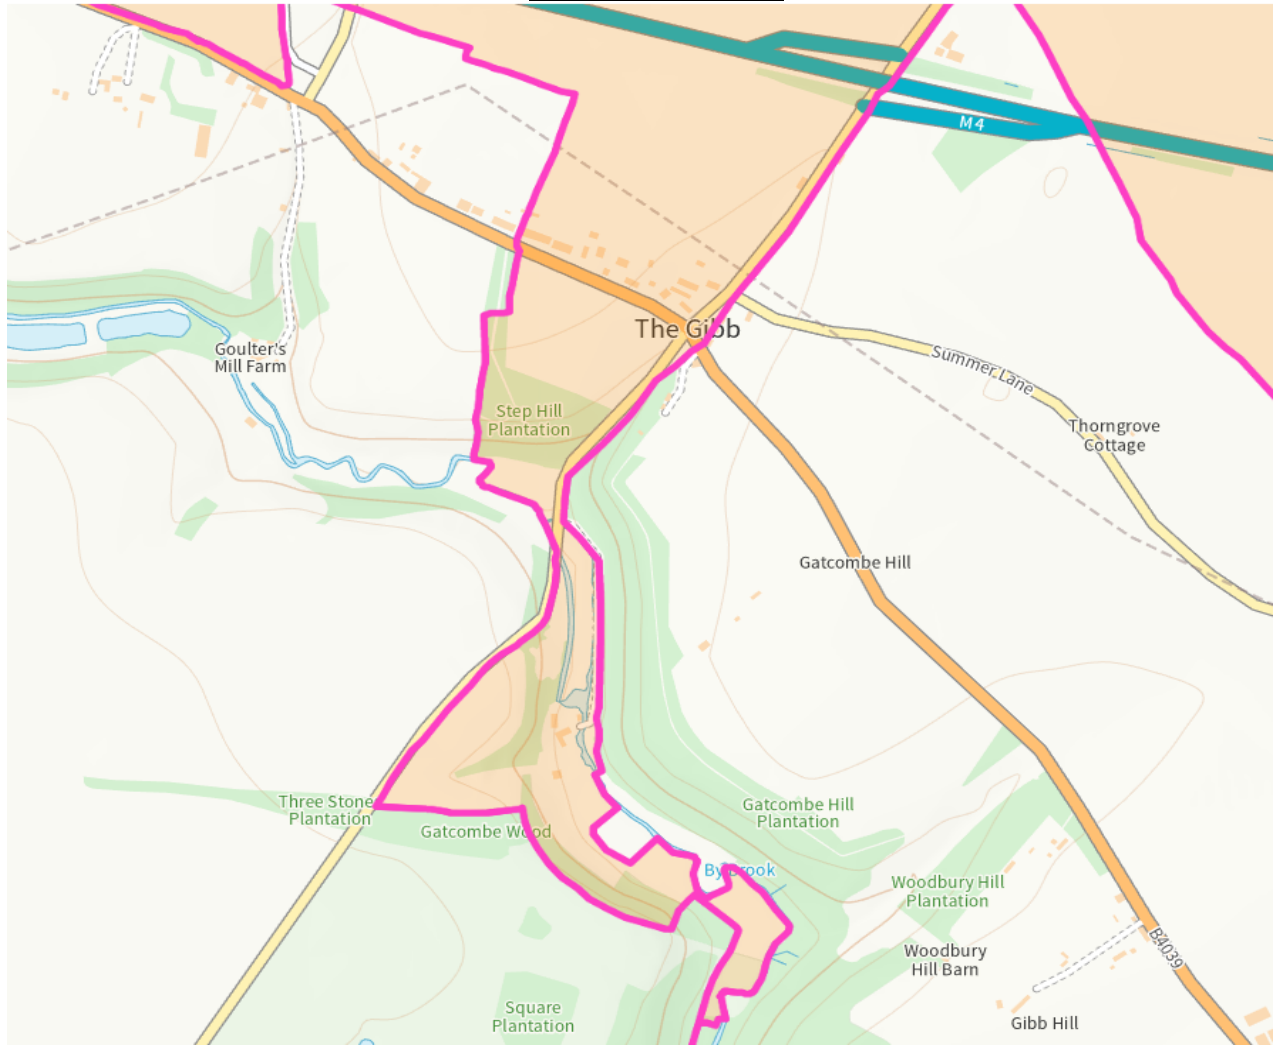 M4
The Gibb
Goulter's
Mill Farm
Summer Lane
Step Hill
Plantation
Thorngrove
Cottage
Gatcombe Hill
Three Stone
Plantation
Gatcombe Wood
Gatcombe Hill
Plantation
By Brook
Woodbury Hill
Plantation
Woodbury
Hill Barn
B4039
Square
Plantation
Gibb Hill